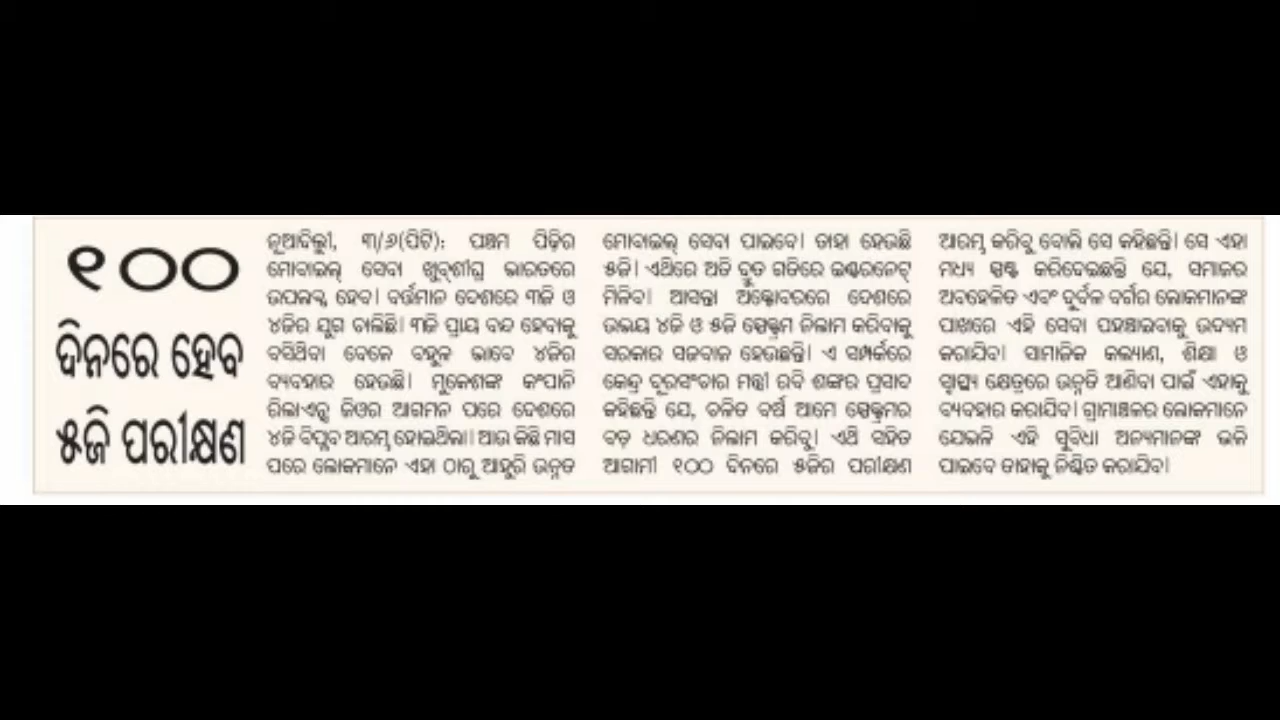 ୧୦୦
ଦିନରେ ହେବ
୫ଜି ପରୀକ୍ଷଣ
ନୂଆଦିଲ୍ଲୀ, ୩/୬(ପିଟି): ପଞ୍ଚମ ପିଢ଼ିର
ମୋବାଇଲ୍ ସେବା ଖୁବ୍‌ଶୀଘ୍ର ଭାରତରେ
ଉପଲବ୍ଧ ହେବ। ବର୍ତ୍ତମାନ ଦେଶରେ ୩ଜି ଓ
୪ଜିର ଯୁଗ ଚାଲିଛି। ୩ଜି ପ୍ରାୟ ବନ୍ଦ ହେବାକୁ
ବସିଥିବା ବେଳେ ବହୁଳ ଭାବେ ୪ଜିର
ବ୍ୟବହାର ହେଉଛି। ମୁକେଶଙ୍କ କଂପାନି
ରିଲାଏନ୍ସ ଜିଓର ଆଗମନ ପରେ ଦେଶରେ
୪ଜି ବିପ୍ଳବ ଆରମ୍ଭ ହୋଇଥିଲା। ଆଉ କିଛି ମାସ
ପରେ ଲୋକମାନେ ଏହା ଠାରୁ ଆହୁରି ଉନ୍ନତ
ମୋବାଇଲ୍ ସେବା ପାଇବେ। ତାହା ହେଉଛି
୫ଜି। ଏଥିରେ ଅତି ଦ୍ରୁତ ଗତିରେ ଇଣ୍ଟରନେଟ୍
ମିଳିବ। ଆସନ୍ତା ଅକ୍ଟୋବରରେ ଦେଶରେ
ଉଭୟ ୪ଜି ଓ ୫ଜି ସ୍ପେକ୍ଟ୍ରମ ନିଲାମ କରିବାକୁ
ସରକାର ସଜବାଜ ହେଉଛନ୍ତି। ଏ ସମ୍ପର୍କରେ
କେନ୍ଦ୍ର ଦୂରସଂଚାର ମନ୍ତ୍ରୀ ରବି ଶଙ୍କର ପ୍ରସାଦ
କହିଛନ୍ତି ଯେ, ଚଳିତ ବର୍ଷ ଆମେ ସ୍ପେକ୍ଟ୍ରମର
ବଡ଼ ଧରଣର ନିଲାମ କରିବୁ। ଏଥି ସହିତ
ଆଗାମୀ ୧୦୦ ଦିନରେ ୫ଜିର ପରୀକ୍ଷଣ
ଆରମ୍ଭ କରିବୁ ବୋଲି ସେ କହିଛନ୍ତି। ସେ ଏହା
ମଧ୍ୟ ସ୍ପଷ୍ଟ କରିଦେଇଛନ୍ତି ଯେ, ସମାଜର
ଅବହେଳିତ ଏବଂ ଦୁର୍ବଳ ବର୍ଗର ଲୋକମାନଙ୍କ
ପାଖରେ ଏହି ସେବା ପହଞ୍ଚାଇବାକୁ ଉଦ୍ୟମ
କରାଯିବ। ସାମାଜିକ କଲ୍ୟାଣ, ଶିକ୍ଷା ଓ
ସ୍ୱାସ୍ଥ୍ୟ କ୍ଷେତ୍ରରେ ଉନ୍ନତି ଆଣିବା ପାଇଁ ଏହାକୁ
ବ୍ୟବହାର କରାଯିବ। ଗ୍ରାମାଞ୍ଚଳର ଲୋକମାନେ
ଯେଭଳି ଏହି ସୁବିଧା ଅନ୍ୟମାନଙ୍କ ଭଳି
ପାଇବେ ତାହାକୁ ନିଶ୍ଚିତ କରାଯିବ।